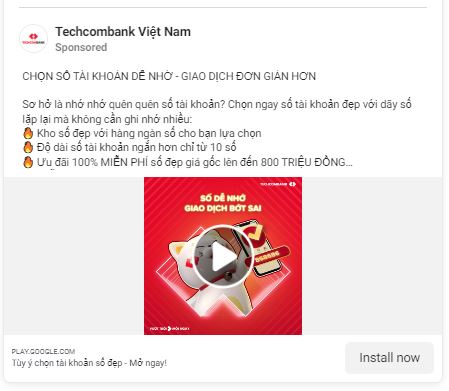 TECHCOMBANK
Techcombank Việt Nam
Sponsored
CHỌN SỐ TÀI KHOẢN DỄ NHỚ - GIAO DỊCH ĐƠN GIẢN HƠN
Sơ hở là nhớ nhớ quên quên số tài khoản? Chọn ngay số tài khoản đẹp với dãy số
lặp lại mà không cần ghi nhớ nhiều:
🔥 Kho số đẹp với hàng ngàn số cho bạn lựa chọn
🔥 Độ dài số tài khoản ngắn hơn chỉ từ 10 số
🔥 Ưu đãi 100% MIỄN PHÍ số đẹp giá gốc lên đến 800 TRIỆU ĐỒNG...
TECHCOMBANK
SỐ DỄ NHỚ
GIAO DỊCH BỚT SAI
VƯỢT TRỘI HƠN MỖI NGÀY
PLAY.GOOGLE.COM
Tùy ý chọn tài khoản số đẹp - Mở ngay!
Install now